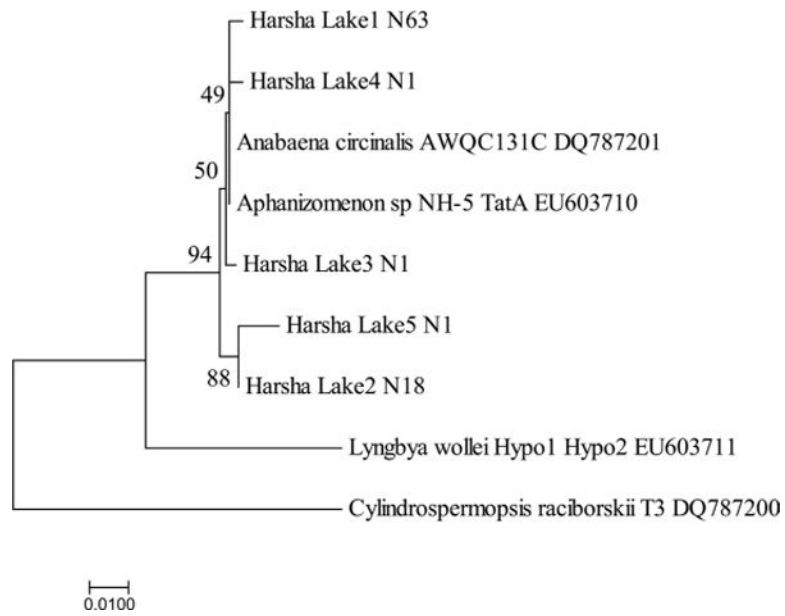 Harsha Lake1 N63
49
Harsha Lake4 N1
Anabaena circinalis AWQC131C DQ787201
50
Aphanizomenon sp NH-5 TatA EU603710
94
Harsha Lake3 N1
Harsha Lake5 N1
88
Harsha Lake2 N18
Lyngbya wollei Hypo1 Hypo2 EU603711
Cylindrospermopsis raciborskii T3 DQ787200
0.0100